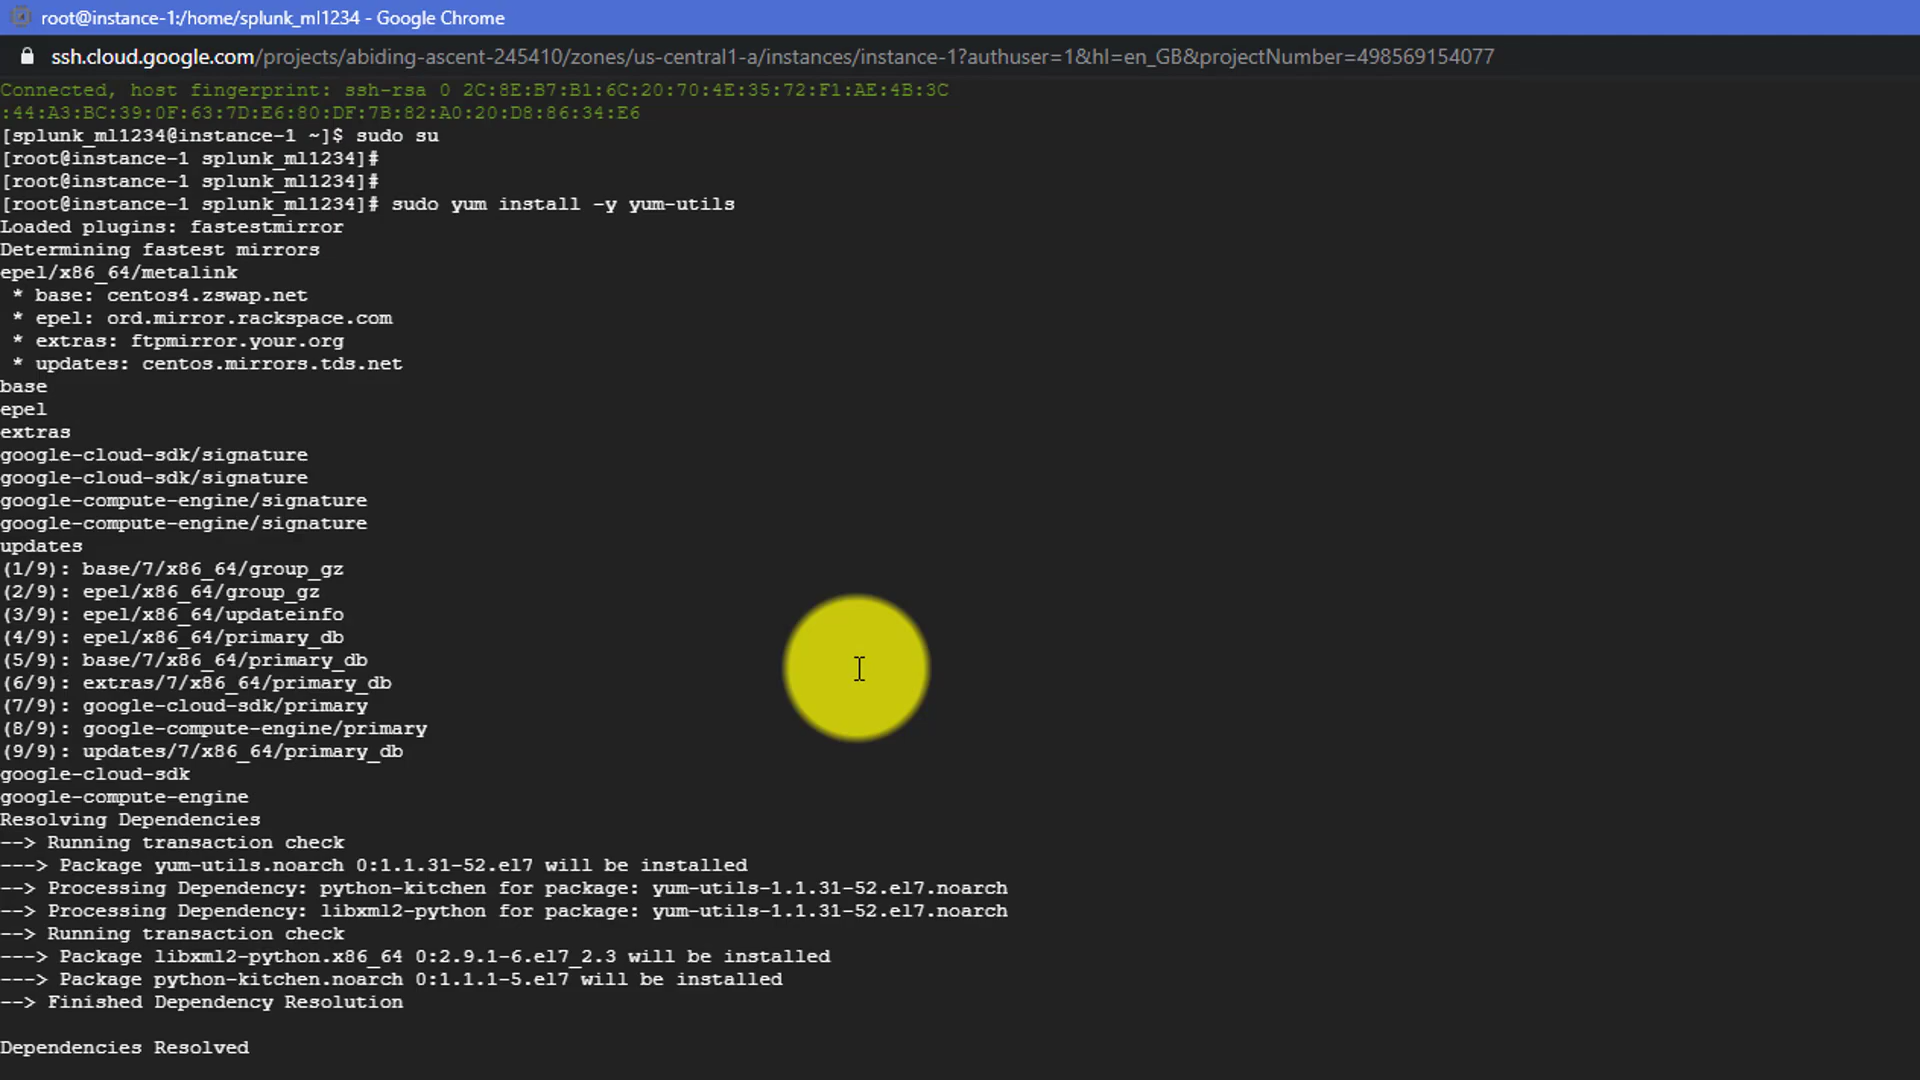 root@instance-1:/home/splunk_ml1234 - Google Chrome
ssh.cloud.google.com/projects/abiding-ascent-245410/zones/us-central1-a/instances/instance-1?authuser=1&hl=en_GB&projectNumber=498569154077
Connected, host fingerprint: ssh-rsa 0 2C:8E:B7:B1:6C:20:70:4E:35:72:F1:AE:4B:3C
:44:A3:BC:39:0F:63:7D:E6:80:DF:7B:82:A0:20:D8:86:34:E6
[splunk_ml1234@instance-1 ~]$ sudo su
[root@instance-1 splunk_ml1234]#
[root@instance-1 splunk_ml1234]#
[root@instance-1 splunk_ml1234]# sudo yum install -y yum-utils
Loaded plugins: fastestmirror
Determining fastest mirrors
epel/x86_64/metalink
* base: centos4.zswap.net
* epel: ord.mirror.rackspace.com
* extras: ftpmirror.your.org
* updates: centos.mirrors.tds.net
base
epel
extras
google-cloud-sdk/signature
google-cloud-sdk/signature
google-compute-engine/signature
google-compute-engine/signature
updates
(1/9): base/7/x86_64/group_gz
(2/9): epel/x86_64/group_gz
(3/9): epel/x86_64/updateinfo
(4/9): epel/x86_64/primary_db
(5/9): base/7/x86_64/primary_db
(6/9): extras/7/x86_64/primary_db
(7/9): google-cloud-sdk/primary
(8/9): google-compute-engine/primary
(9/9): updates/7/x86_64/primary_db
google-cloud-sdk
google-compute-engine
Resolving Dependencies
--> Running transaction check
---> Package yum-utils.noarch 0:1.1.31-52.el7 will be installed
--> Processing Dependency: python-kitchen for package: yum-utils-1.1.31-52.el7.noarch
--> Processing Dependency: libxml2-python for package: yum-utils-1.1.31-52.el7.noarch
--> Running transaction check
---> Package libxml2-python.x86_64 0:2.9.1-6.el7_2.3 will be installed
---> Package python-kitchen.noarch 0:1.1.1-5.el7 will be installed
--> Finished Dependency Resolution
Dependencies Resolved